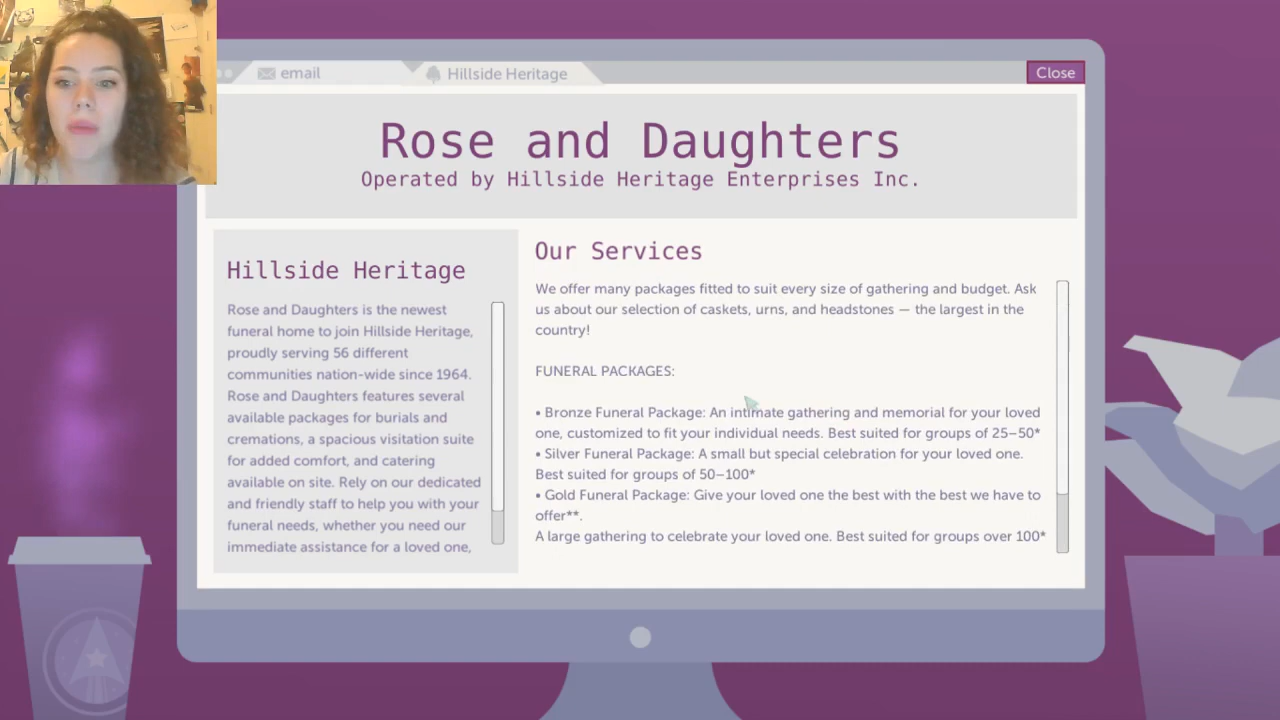 email
Hillside Heritage
Close
Rose and Daughters
Operated by Hillside Heritage Enterprises Inc.
Hillside Heritage
Rose and Daughters is the newest
funeral home to join Hillside Heritage,
proudly serving 56 different
communities nation-wide since 1964.
Rose and Daughters features several
available packages for burials and
cremations, a spacious visitation suite
for added comfort, and catering
available on site. Rely on our dedicated
and friendly staff to help you with your
funeral needs, whether you need our
immediate assistance for a loved one,
Our Services
We offer many packages fitted to suit every size of gathering and budget. Ask
us about our selection of caskets, urns, and headstones — the largest in the
country!
FUNERAL PACKAGES:
• Bronze Funeral Package: An intimate gathering and memorial for your loved
one, customized to fit your individual needs. Best suited for groups of 25–50*
• Silver Funeral Package: A small but special celebration for your loved one.
Best suited for groups of 50–100*
• Gold Funeral Package: Give your loved one the best with the best we have to
offer**.
A large gathering to celebrate your loved one. Best suited for groups over 100*